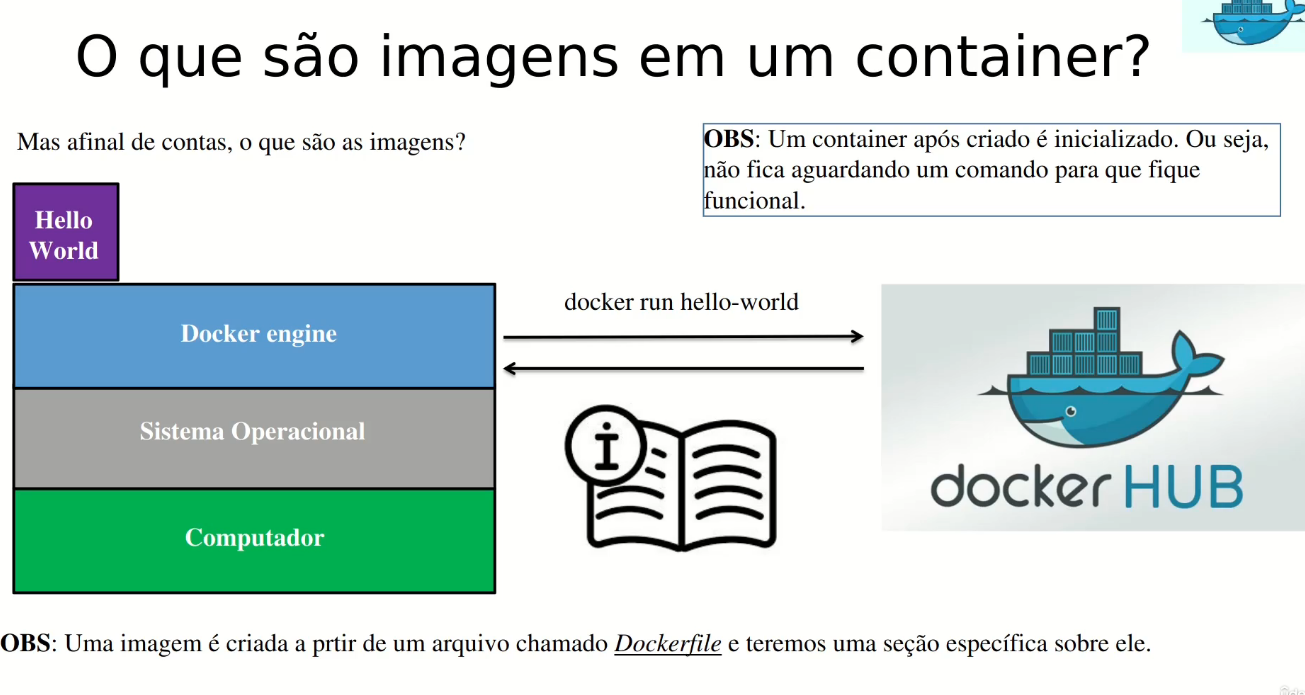 O que são imagens em um container?
Mas afinal de contas, o que são as imagens?
OBS: Um container após criado é inicializado. Ou seja,
não fica aguardando um comando para que fique
funcional.
Hello
World
docker run hello-world
Docker engine
Sistema Operacional
Computador
i
docker HUB
OBS: Uma imagem é criada a prtir de um arquivo chamado Dockerfile e teremos uma seção específica sobre ele.